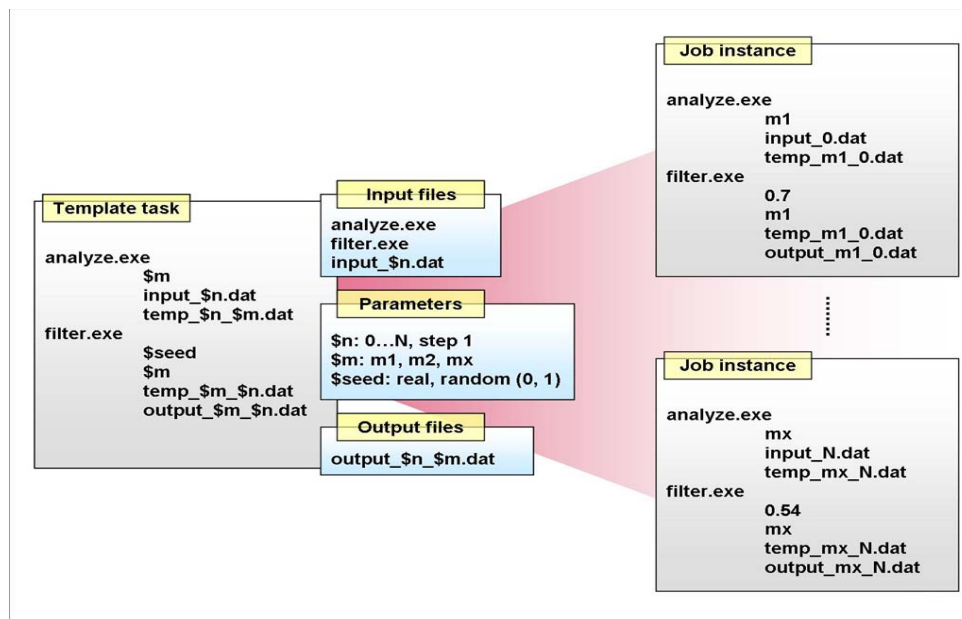 Template task
analyze.exe
$m
input_$n.dat
temp_$n_$m.dat
filter.exe
$seed
$m
temp_$m_$n.dat
output_$m_$n.dat
Input files
analyze.exe
filter.exe
input_$n.dat
Parameters
$n: 0...N, step 1
$m: m1, m2, mx
$seed: real, random (0, 1)
Output files
output_$n_$m.dat
Job instance
analyze.exe
m1
input_0.dat
temp_m1_0.dat
filter.exe
0.7
m1
temp_m1_0.dat
output_m1_0.dat
Job instance
analyze.exe
mx
input_N.dat
temp_mx_N.dat
filter.exe
0.54
mx
temp_mx_N.dat
output_mx_N.dat